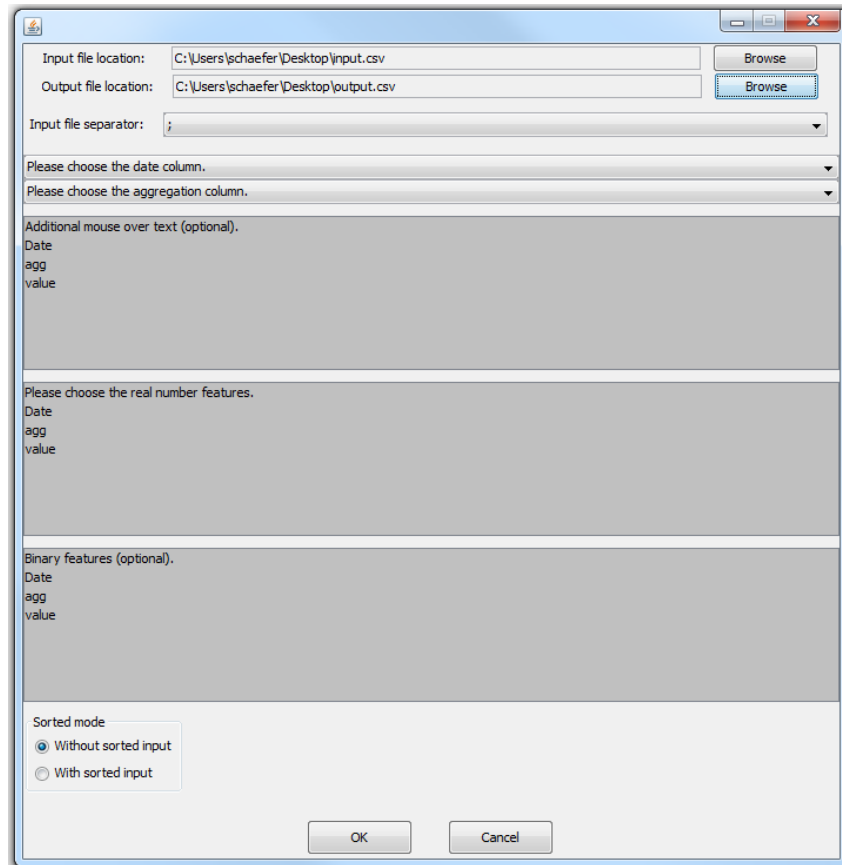 Input file location: C:\Users\schaefer\Desktop\input.csv Browse
Output file location: C:\Users\schaefer\Desktop\output.csv Browse
Input file separator: ;
Please choose the date column.
Please choose the aggregation column.
Additional mouse over text (optional).
Date
agg
value
Please choose the real number features.
Date
agg
value
Binary features (optional).
Date
agg
value
Sorted mode
Without sorted input
With sorted input
OK Cancel